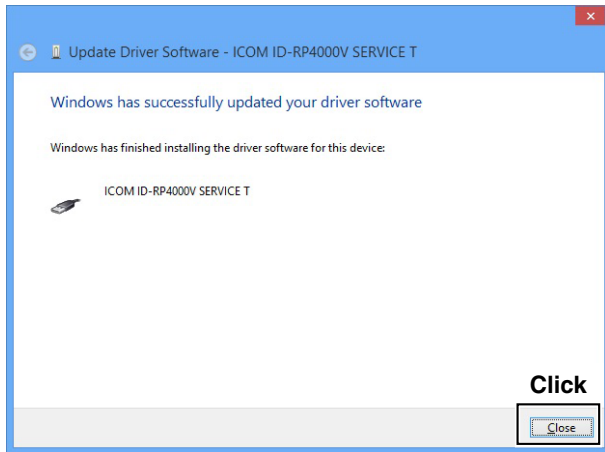 Update Driver Software - ICOM ID-RP4000V SERVICE T
Windows has successfully updated your driver software
Windows has finished installing the driver software for this device:
ICOM ID-RP4000V SERVICE T
Click
Close